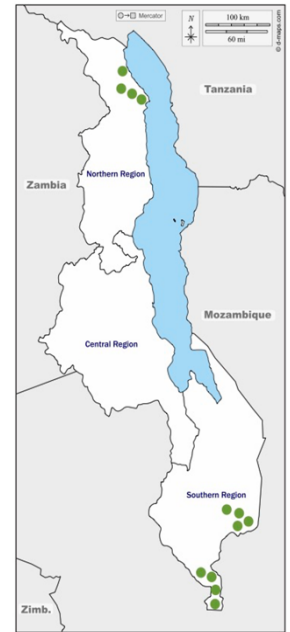 Mercator
N
100 km
60 mi
© d-maps.com
Tanzania
Northern Region
Zambia
Mozambique
Central Region
Southern Region
Zimb.